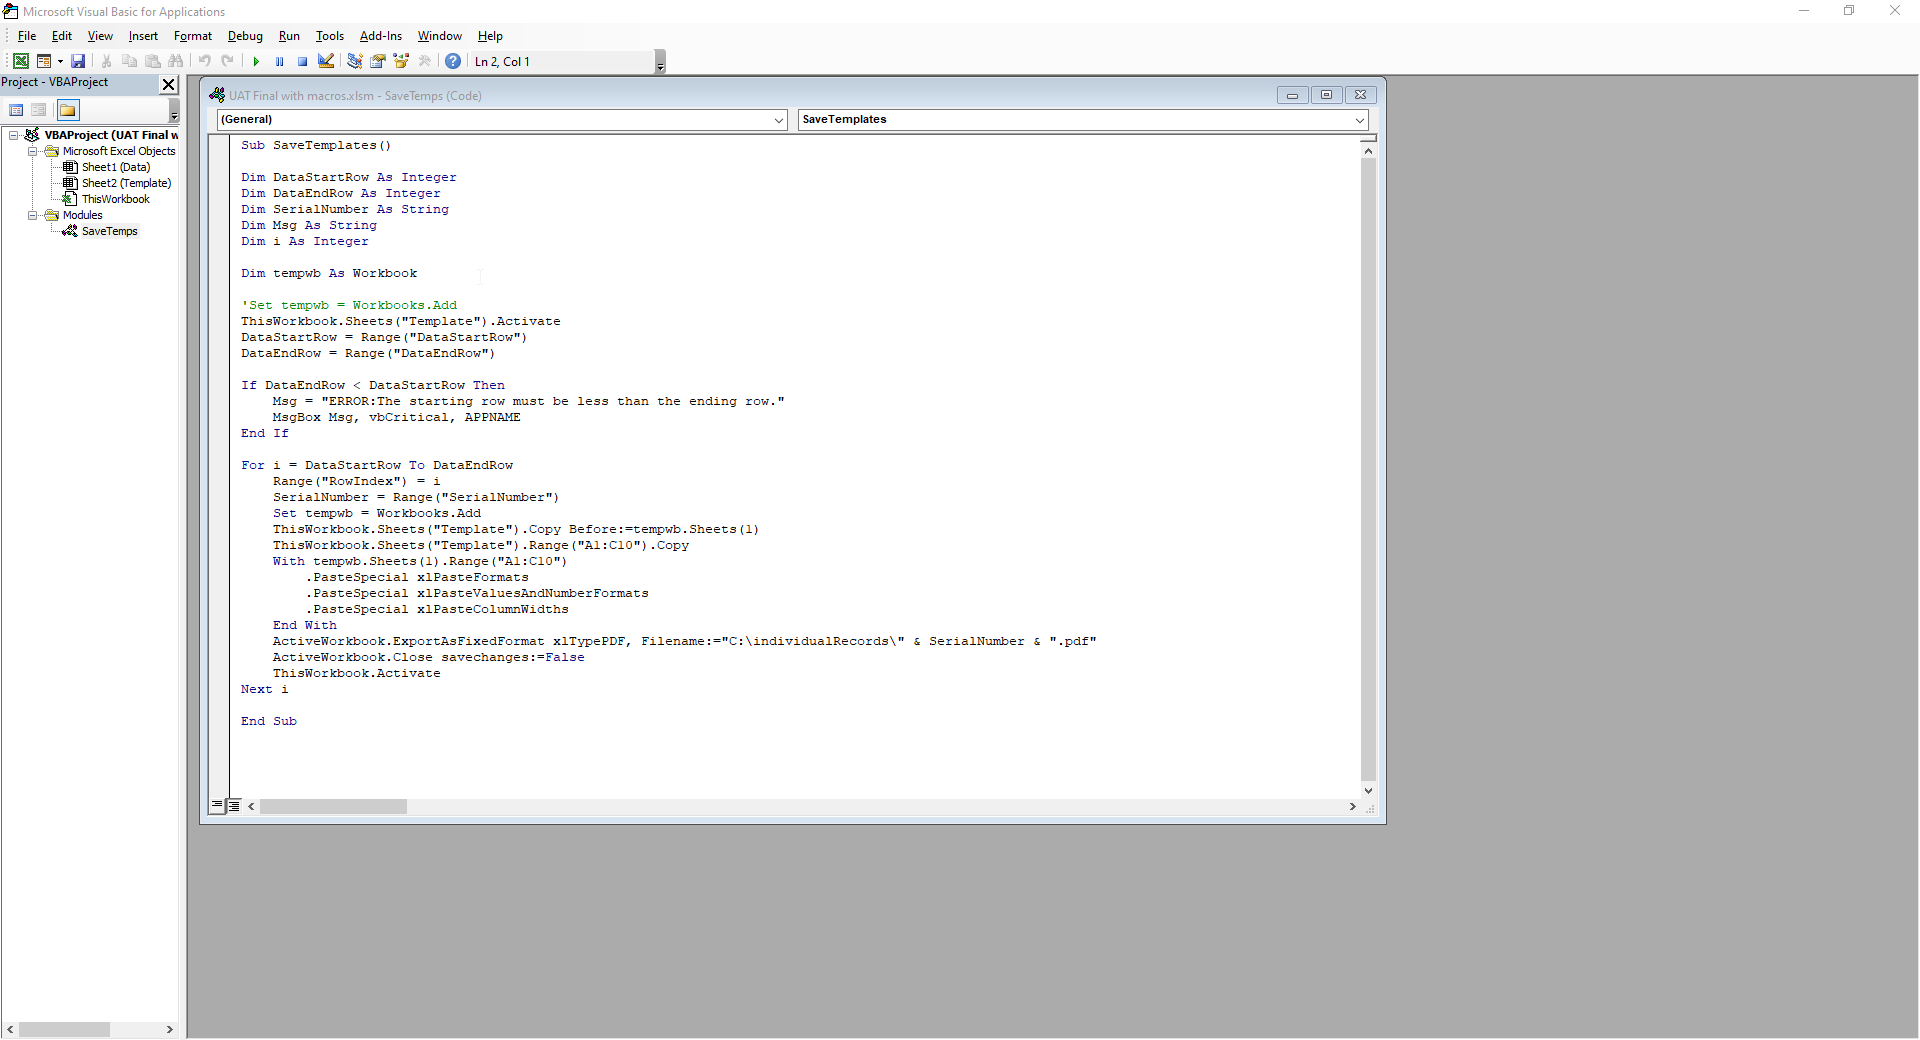 Microsoft Visual Basic for Applications
File Edit View Insert Format Debug Run Tools Add-Ins Window Help
Ln 2, Col 1
Project - VBAProject
VBAProject (UAT Final w
Microsoft Excel Objects
Sheet1 (Data)
Sheet2 (Template)
ThisWorkbook
Modules
SaveTemps
UAT Final with macros.xlsm - SaveTemps (Code)
(General) SaveTemplates
Sub SaveTemplates()
Dim DataStartRow As Integer
Dim DataEndRow As Integer
Dim SerialNumber As String
Dim Msg As String
Dim i As Integer
Dim tempwb As Workbook
'Set tempwb = Workbooks.Add
ThisWorkbook.Sheets("Template").Activate
DataStartRow = Range("DataStartRow")
DataEndRow = Range("DataEndRow")
If DataEndRow < DataStartRow Then
    Msg = "ERROR:The starting row must be less than the ending row."
    MsgBox Msg, vbCritical, APPNAME
End If
For i = DataStartRow To DataEndRow
    Range("RowIndex") = i
    SerialNumber = Range("SerialNumber")
    Set tempwb = Workbooks.Add
    ThisWorkbook.Sheets("Template").Copy Before:=tempwb.Sheets(1)
    ThisWorkbook.Sheets("Template").Range("A1:C10").Copy
    With tempwb.Sheets(1).Range("A1:C10")
        .PasteSpecial xlPasteFormats
        .PasteSpecial xlPasteValuesAndNumberFormats
        .PasteSpecial xlPasteColumnWidths
    End With
    ActiveWorkbook.ExportAsFixedFormat xlTypePDF, Filename:="C:\individualRecords\" & SerialNumber & ".pdf"
    ActiveWorkbook.Close savechanges:=False
    ThisWorkbook.Activate
Next i
End Sub